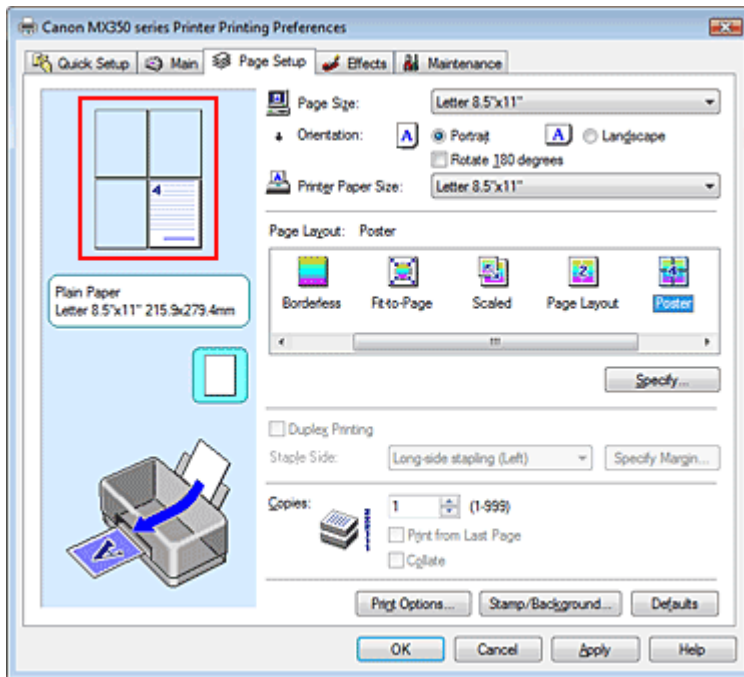 Canon MX350 series Printer Printing Preferences
Quick Setup Main Page Setup Effects Maintenance
Page Size: Letter 8.5"x11"
Orientation: A Portrait A Landscape
Rotate 180 degrees
Printer Paper Size: Letter 8.5"x11"
4
Plain Paper
Letter 8.5"x11" 215.9x279.4mm
Page Layout: Poster
Borderless Fit-to-Page Scaled Page Layout Poster
Specify...
Duplex Printing
Staple Side: Long-side stapling (Left) Specify Margin...
Copies: 1 (1-999)
Print from Last Page
Collate
A
Print Options... Stamp/Background... Defaults
OK Cancel Apply Help